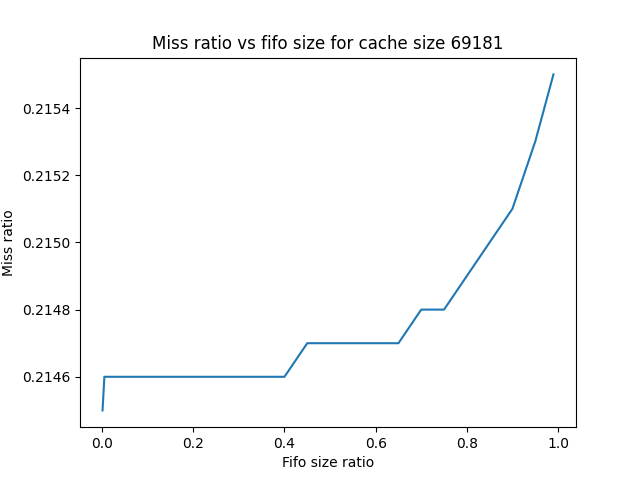 Miss ratio vs fifo size for cache size 69181
0.2154
0.2152
0.2150
0.2148
0.2146
Miss ratio
0.0 0.2 0.4 0.6 0.8 1.0
Fifo size ratio